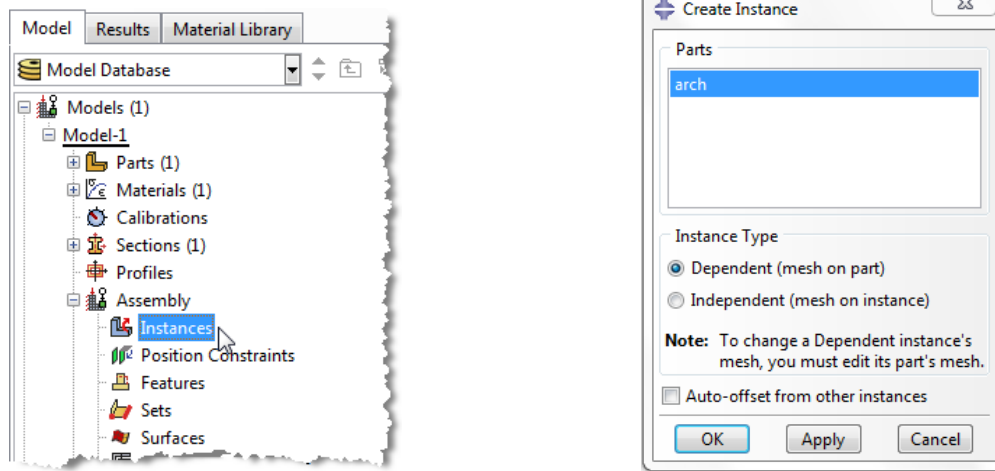 Model Results Material Library
Model Database
Models (1)
Model-1
Parts (1)
Materials (1)
Calibrations
Sections (1)
Profiles
Assembly
Instances
Position Constraints
Features
Sets
Surfaces
Create Instance
Parts
arch
Instance Type
Dependent (mesh on part)
Independent (mesh on instance)
Note: To change a Dependent instance's
mesh, you must edit its part's mesh.
Auto-offset from other instances
OK Apply Cancel